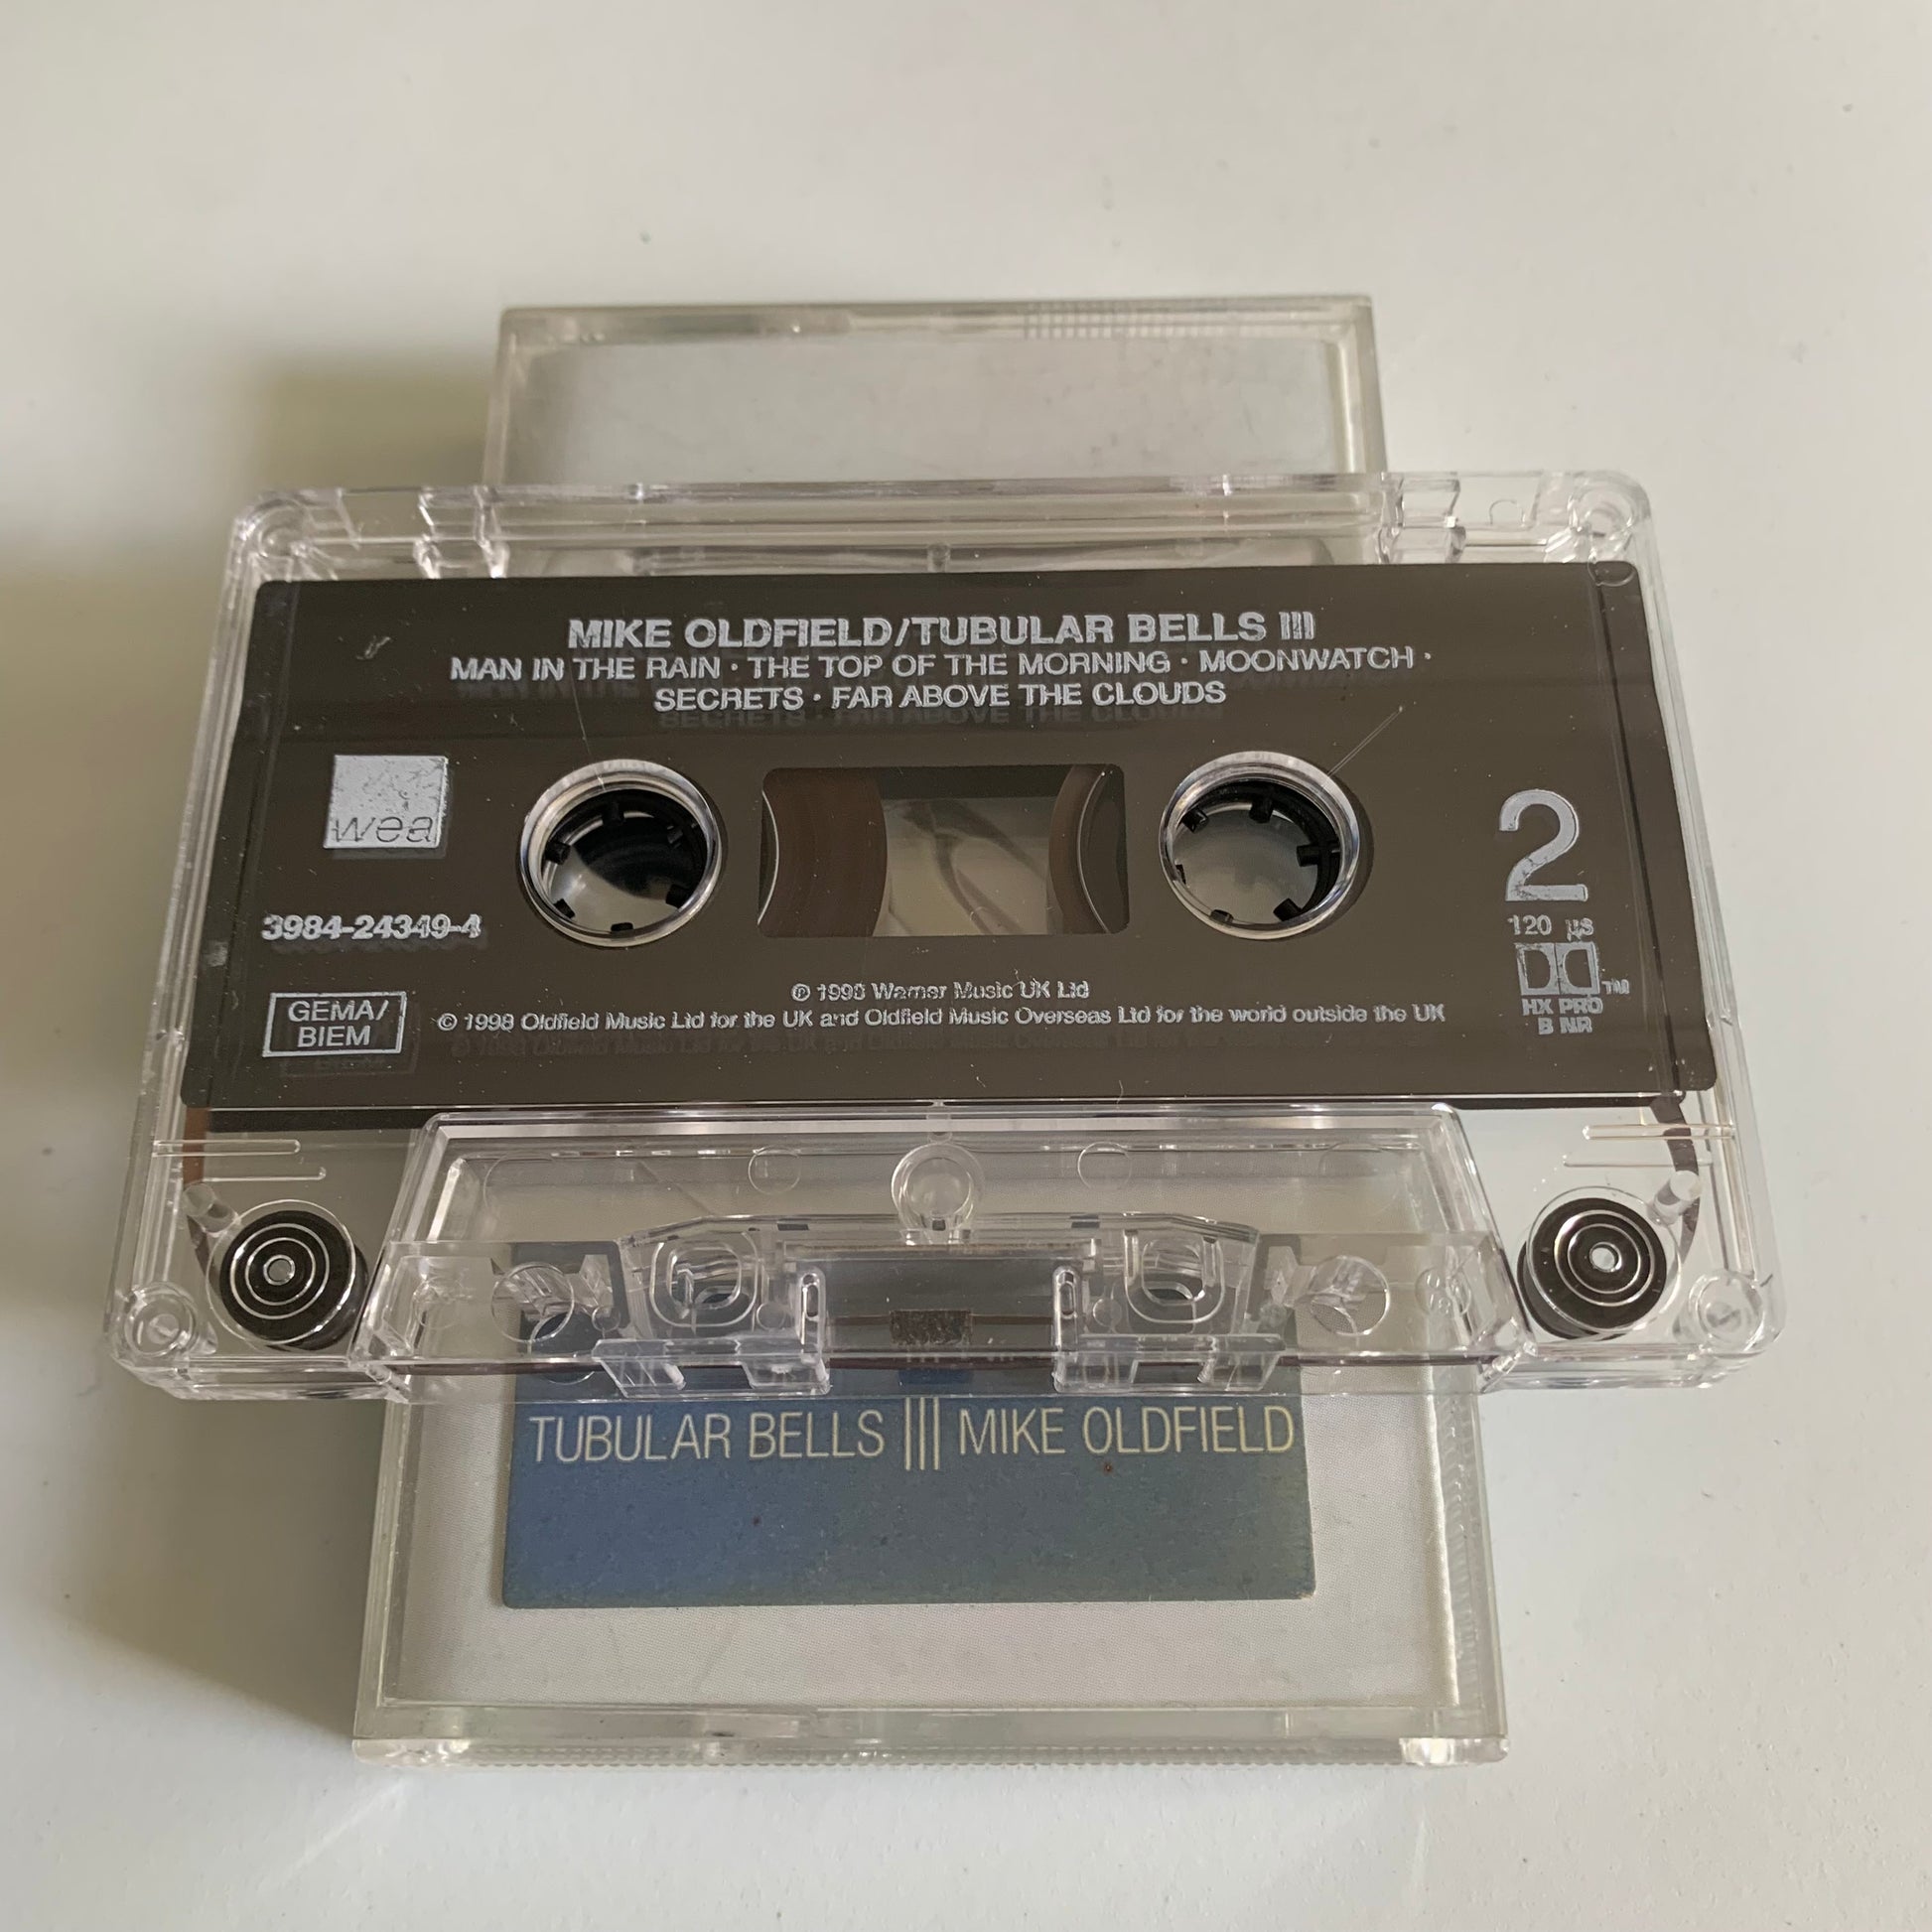 MIKE OLDFIELD/TUBULAR BELLS III
MAN IN THE RAIN · THE TOP OF THE MORNING · MOONWATCH ·
SECRETS · FAR ABOVE THE CLOUDS
wea
2
3984-24349-4
120 µs
HX PRO
B NR
TM
GEMA/
BIEM
℗ 1998 Warner Music UK Ltd
© 1998 Oldfield Music Ltd for the UK and Oldfield Music Overseas Ltd for the world outside the UK
TUBULAR BELLS III MIKE OLDFIELD